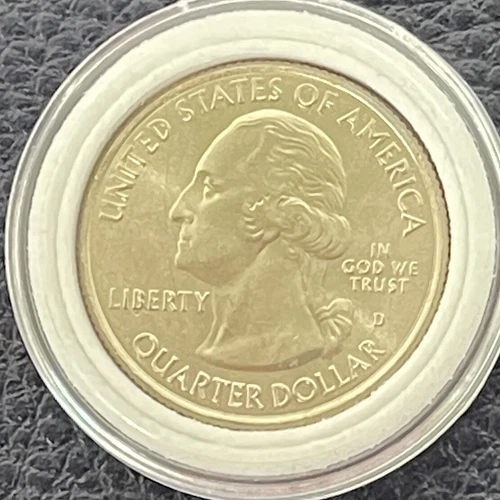 UNITED STATES OF AMERICA
LIBERTY
IN
GOD WE
TRUST
D
QUARTER DOLLAR